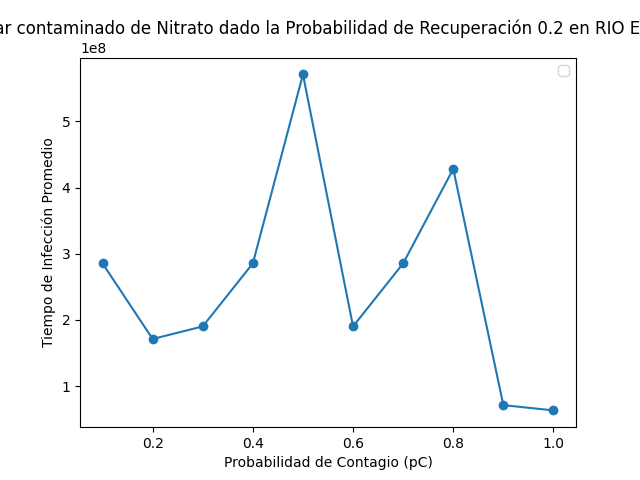 ar contaminado de Nitrato dado la Probabilidad de Recuperación 0.2 en RIO E
1e8
5
4
3
2
1
Tiempo de Infección Promedio
0.2 0.4 0.6 0.8 1.0
Probabilidad de Contagio (pC)